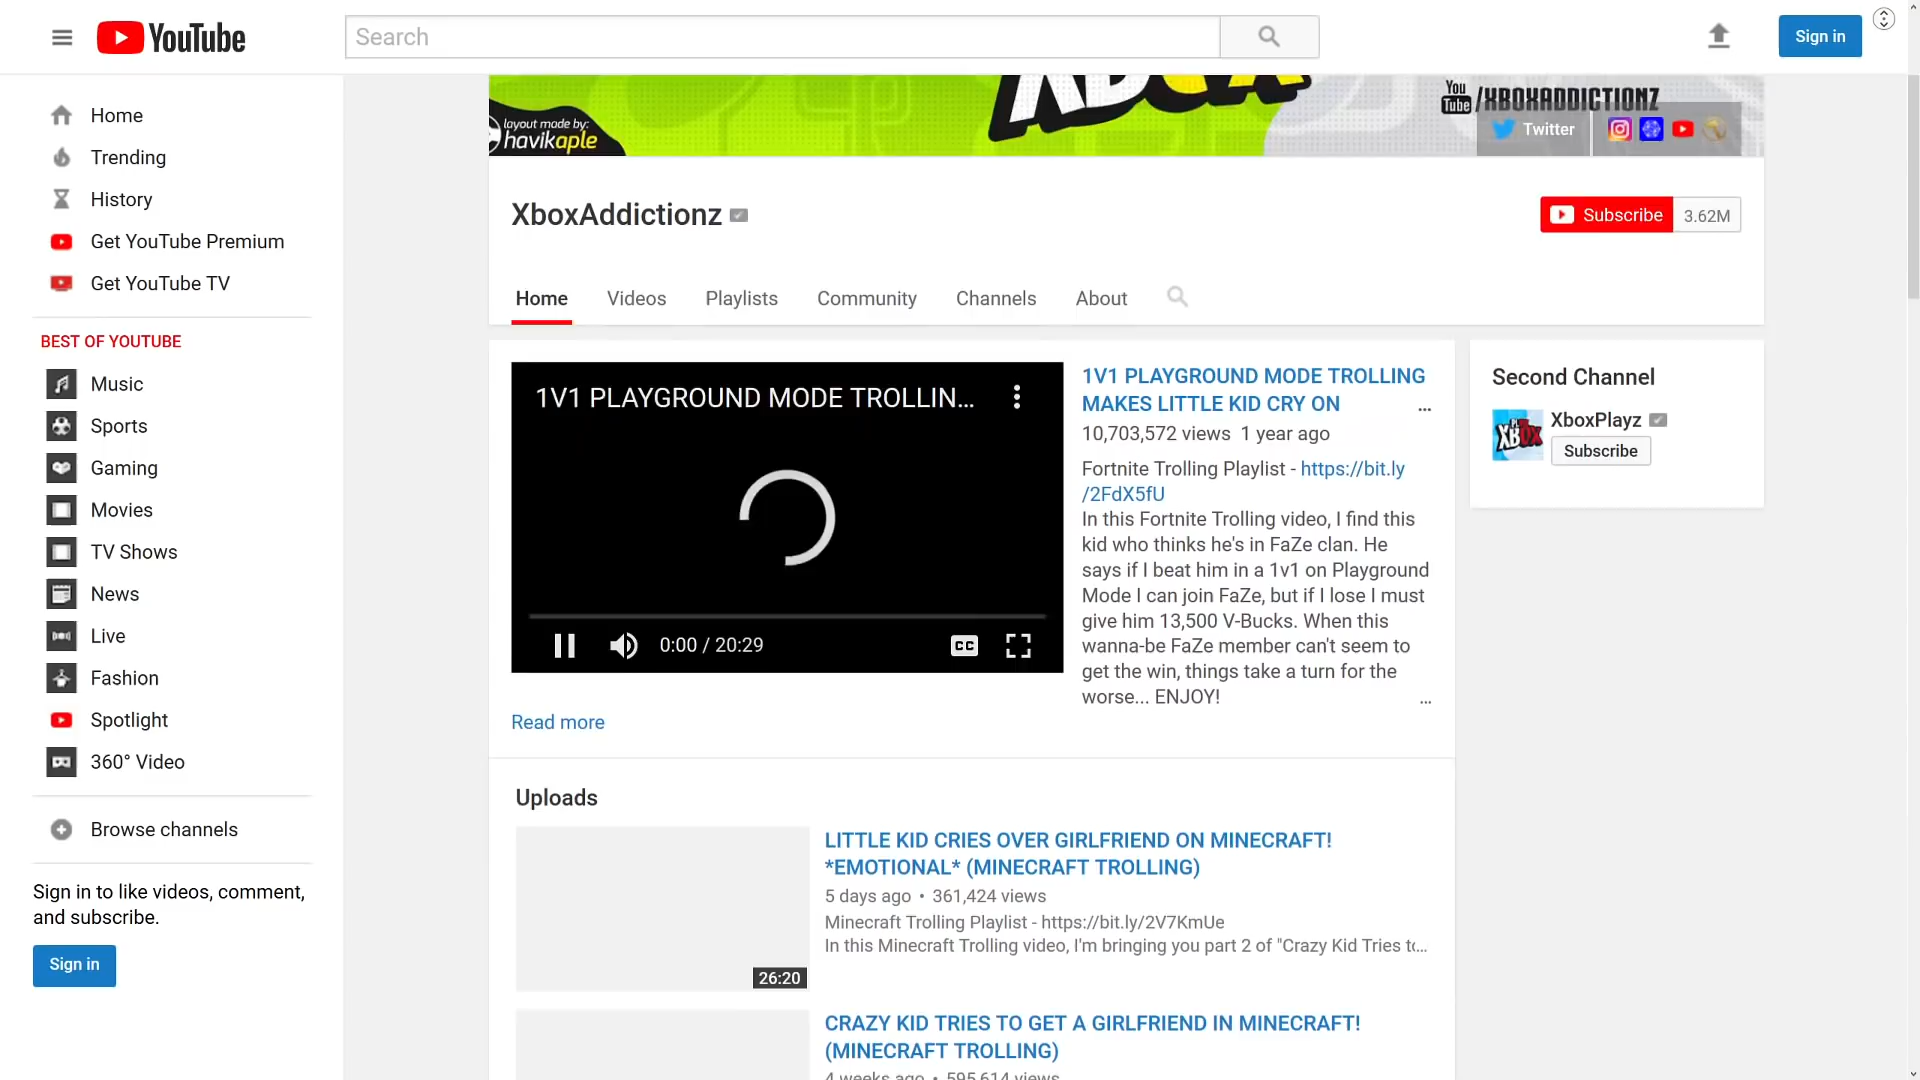 YouTube
Search
Sign in
Home
Trending
History
Get YouTube Premium
Get YouTube TV
BEST OF YOUTUBE
Music
Sports
Gaming
Movies
TV Shows
News
Live
Fashion
Spotlight
360° Video
Browse channels
Sign in to like videos, comment,
and subscribe.
Sign in
layout made by:
havikaple
You
Tube /XBOXADDICTIONZ
Twitter
XboxAddictionz
Subscribe 3.62M
Home Videos Playlists Community Channels About
1V1 PLAYGROUND MODE TROLLIN...
0:00 / 20:29
CC
1V1 PLAYGROUND MODE TROLLING
MAKES LITTLE KID CRY ON ...
10,703,572 views 1 year ago
Fortnite Trolling Playlist - https://bit.ly
/2FdX5fU
In this Fortnite Trolling video, I find this
kid who thinks he's in FaZe clan. He
says if I beat him in a 1v1 on Playground
Mode I can join FaZe, but if I lose I must
give him 13,500 V-Bucks. When this
wanna-be FaZe member can't seem to
get the win, things take a turn for the
worse... ENJOY! ...
Read more
Second Channel
XboxPlayz
Subscribe
Uploads
26:20
LITTLE KID CRIES OVER GIRLFRIEND ON MINECRAFT!
*EMOTIONAL* (MINECRAFT TROLLING)
5 days ago • 361,424 views
Minecraft Trolling Playlist - https://bit.ly/2V7KmUe
In this Minecraft Trolling video, I'm bringing you part 2 of "Crazy Kid Tries to...
CRAZY KID TRIES TO GET A GIRLFRIEND IN MINECRAFT!
(MINECRAFT TROLLING)
4 weeks ago • 595,614 views